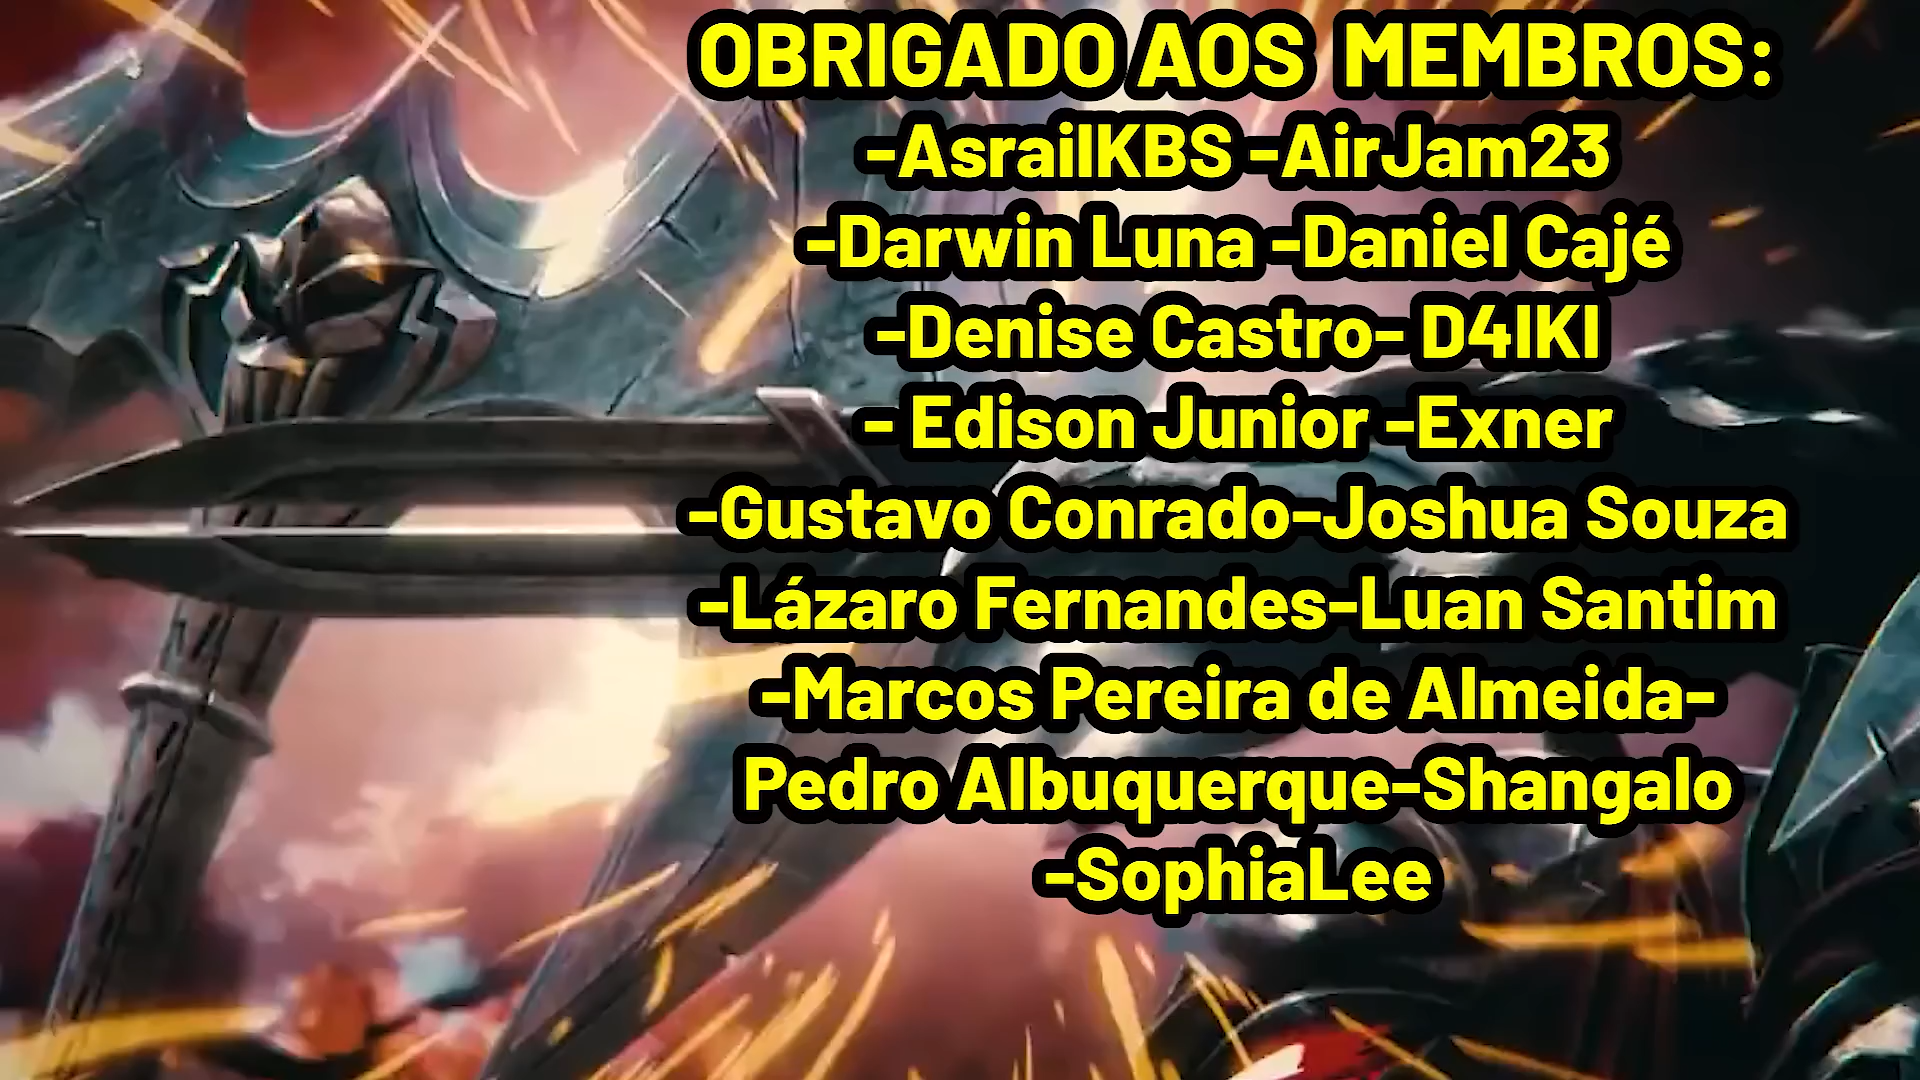 OBRIGADO AOS MEMBROS:
-AsrailKBS -AirJam23
-Darwin Luna -Daniel Cajé
-Denise Castro- D4IKI
- Edison Junior -Exner
-Gustavo Conrado-Joshua Souza
-Lázaro Fernandes-Luan Santim
-Marcos Pereira de Almeida-
Pedro Albuquerque-Shangalo
-SophiaLee